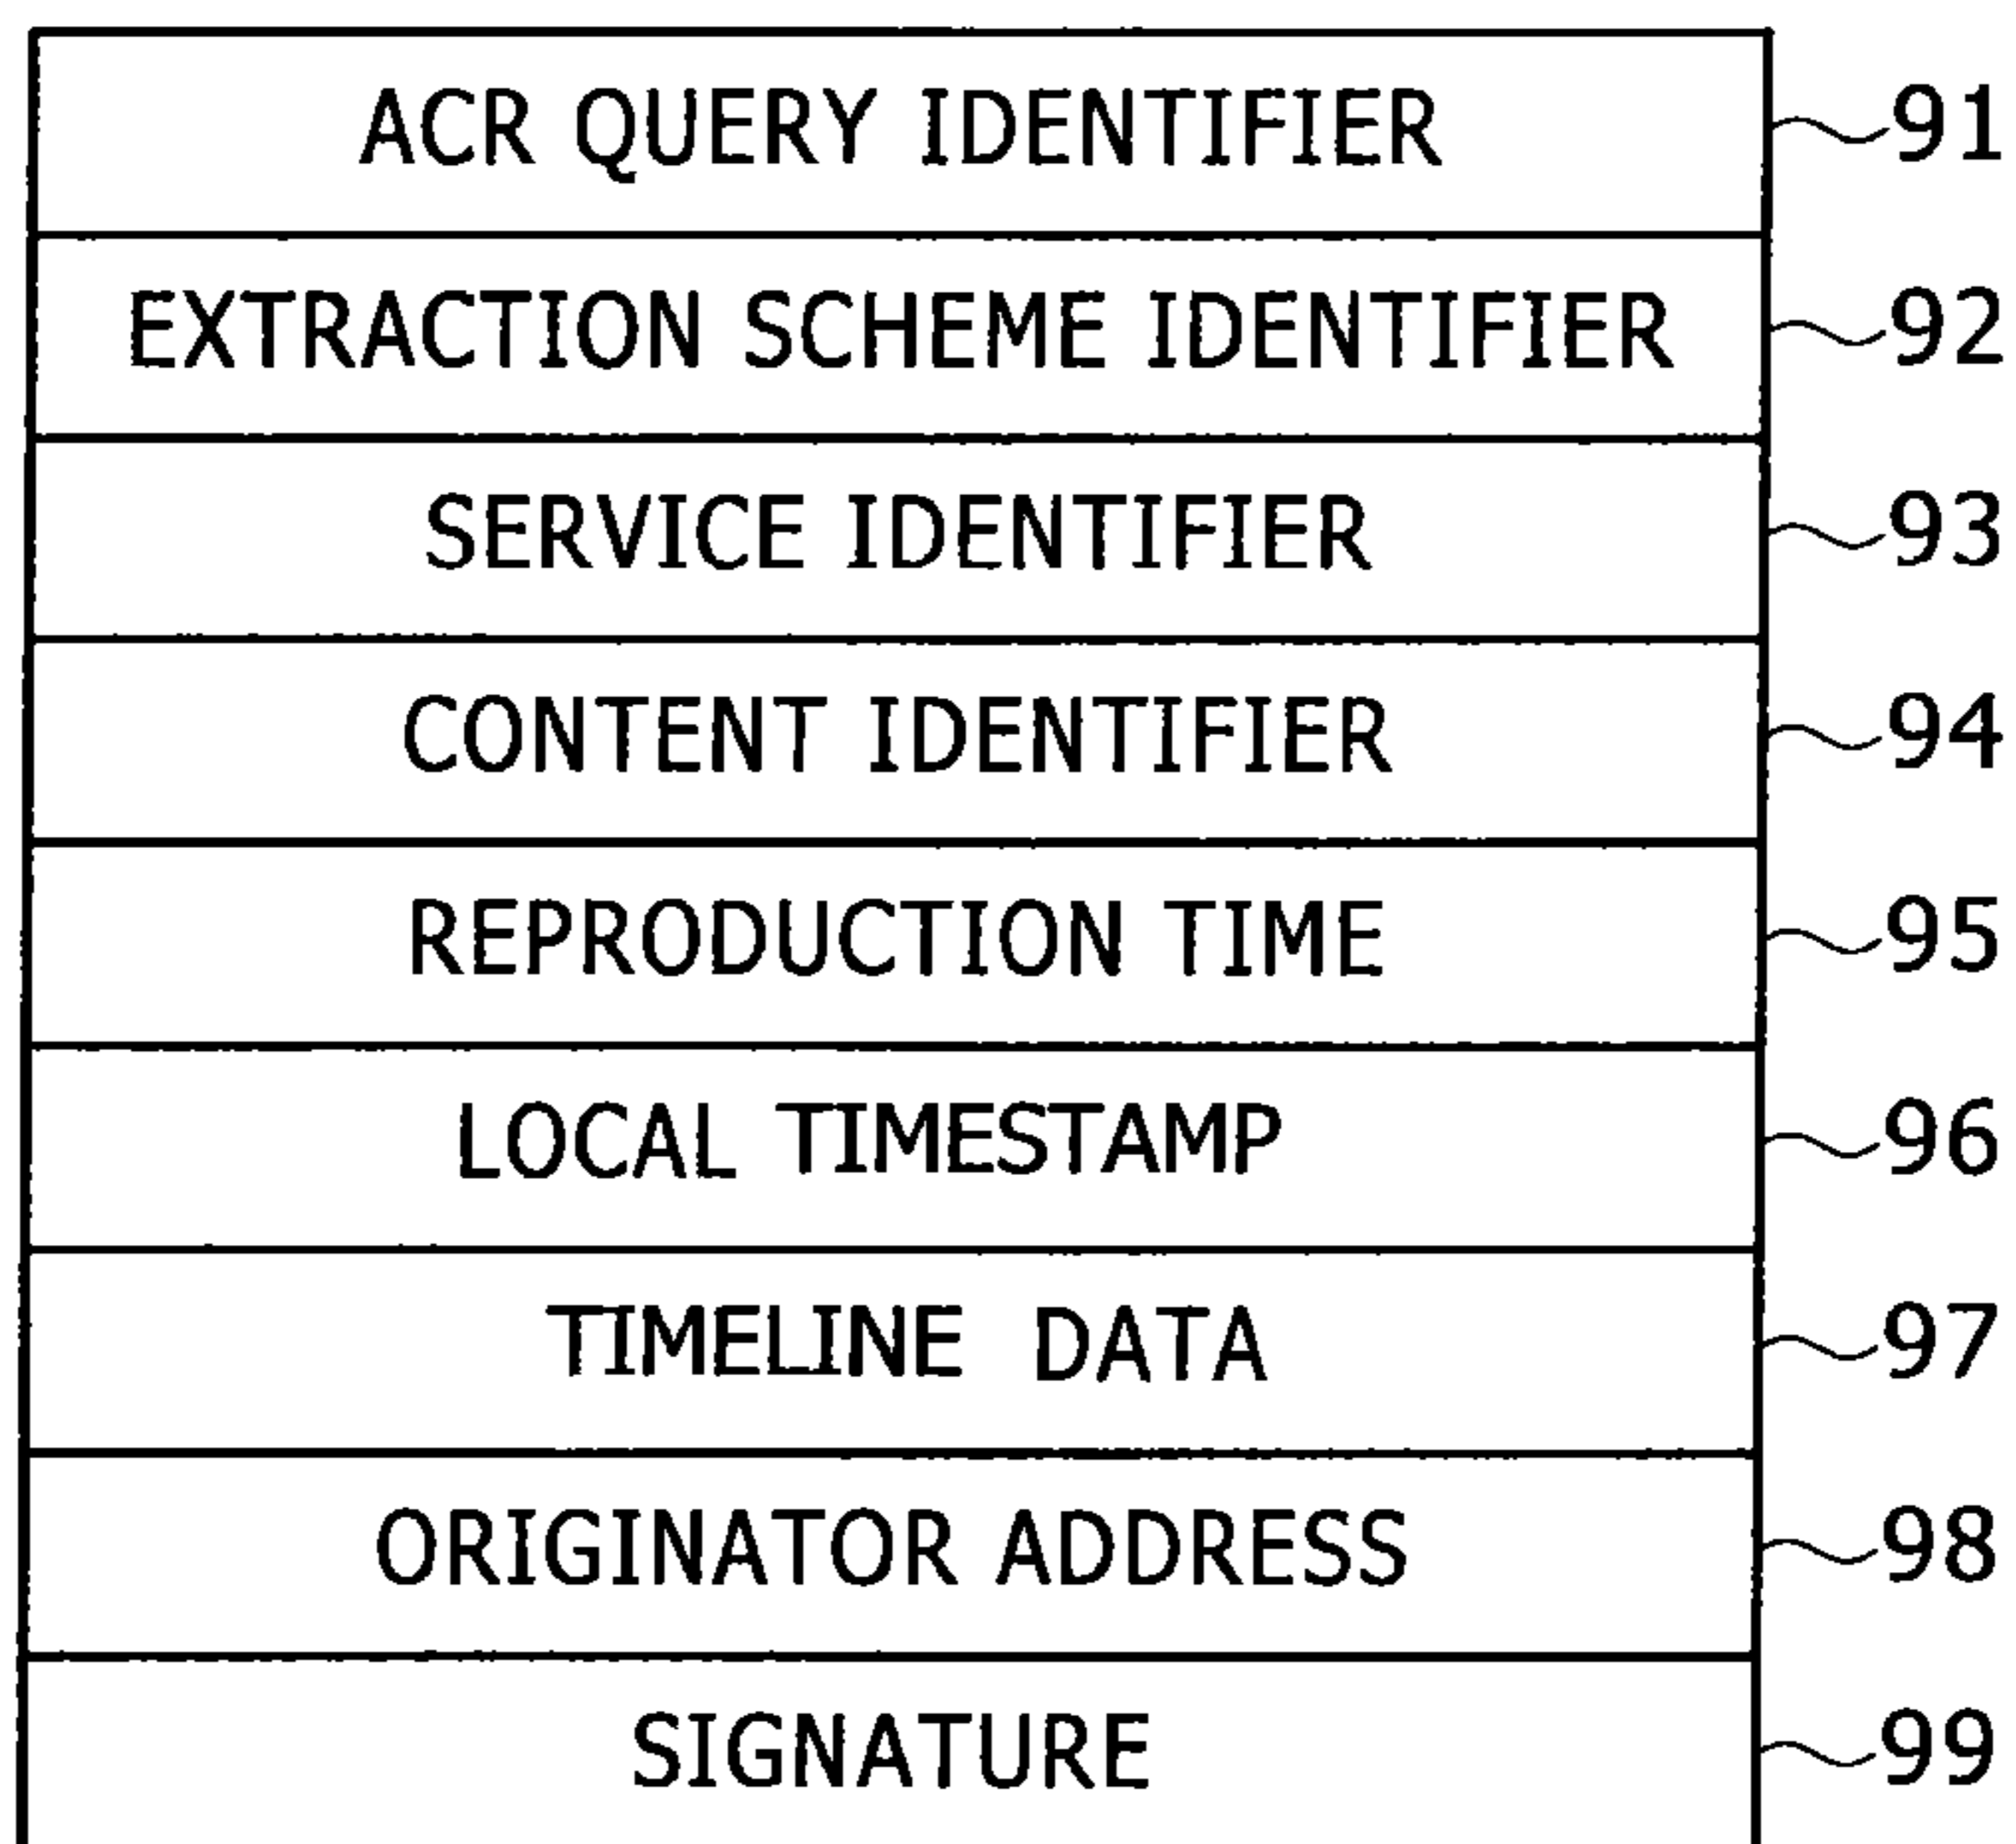 ACR QUERY IDENTIFIER 91
EXTRACTION SCHEME IDENTIFIER 92
SERVICE IDENTIFIER 93
CONTENT IDENTIFIER 94
REPRODUCTION TIME 95
LOCAL TIMESTAMP 96
TIMELINE DATA 97
ORIGINATOR ADDRESS 98
SIGNATURE 99